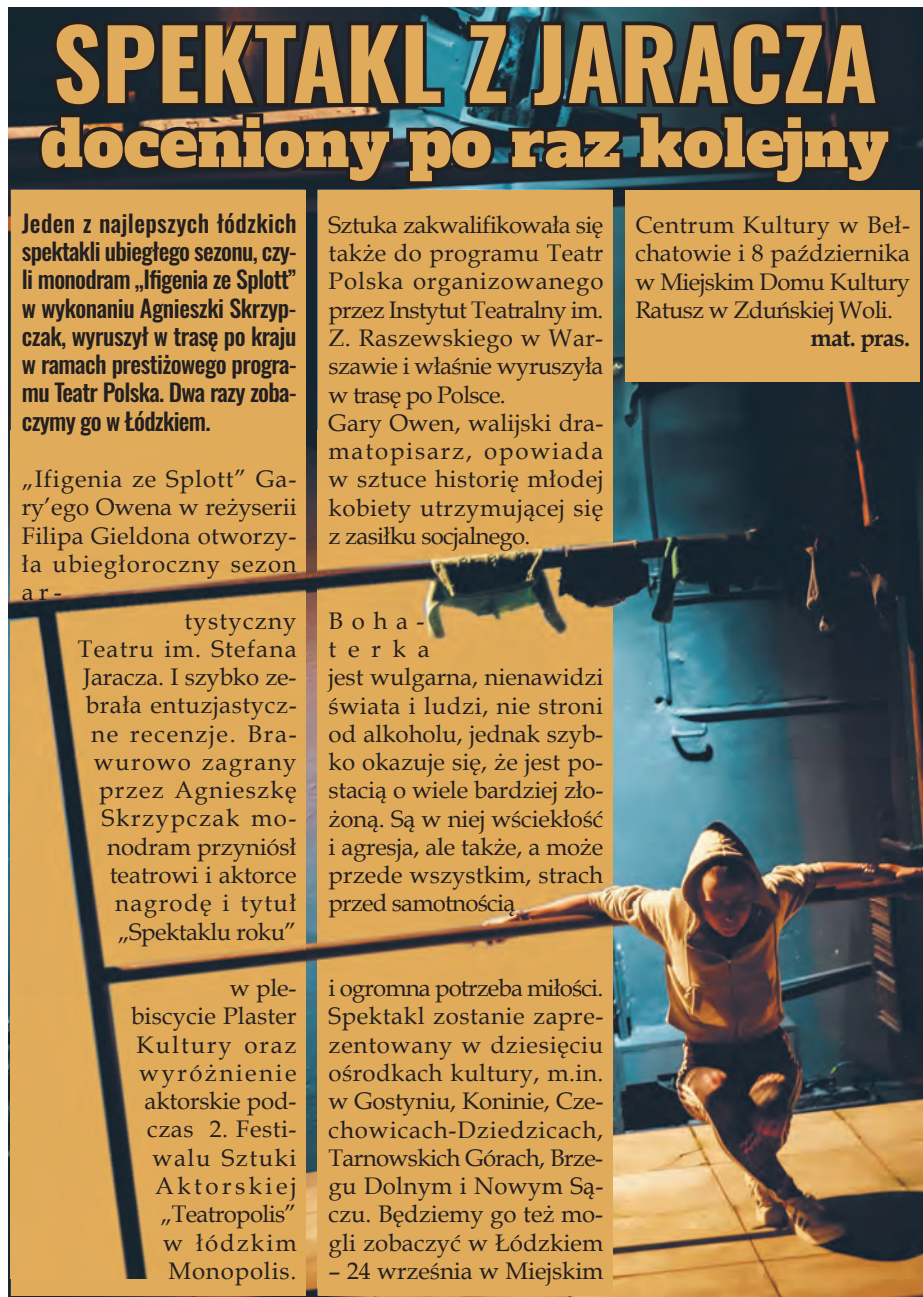 SPEKTAKL Z JARACZA
doceniony po raz kolejny
Jeden z najlepszych łódzkich
spektakli ubiegłego sezonu, czy-
li monodram „Ifigenia ze Splott”
w wykonaniu Agnieszki Skrzyp-
czak, wyruszył w trasę po kraju
w ramach prestiżowego progra-
mu Teatr Polska. Dwa razy zoba-
czymy go w Łódzkiem.
„Ifigenia ze Splott” Ga-
ry’ego Owena w reżyserii
Filipa Gieldona otworzy-
ła ubiegłoroczny sezon
ar-
tystyczny
Teatru im. Stefana
Jaracza. I szybko ze-
brała entuzjastycz-
ne recenzje. Bra-
wurowo zagrany
przez Agnieszkę
Skrzypczak mo-
nodram przyniósł
teatrowi i aktorce
nagrodę i tytuł
„Spektaklu roku”
w ple-
biscycie Plaster
Kultury oraz
wyróżnienie
aktorskie pod-
czas 2. Festi-
walu Sztuki
Aktorskiej
„Teatropolis”
w łódzkim
Monopolis.
Sztuka zakwalifikowała się
także do programu Teatr
Polska organizowanego
przez Instytut Teatralny im.
Z. Raszewskiego w War-
szawie i właśnie wyruszyła
w trasę po Polsce.
Gary Owen, walijski dra-
matopisarz, opowiada
w sztuce historię młodej
kobiety utrzymującej się
z zasiłku socjalnego.
Boha-
terka
jest wulgarna, nienawidzi
świata i ludzi, nie stroni
od alkoholu, jednak szyb-
ko okazuje się, że jest po-
stacią o wiele bardziej zło-
żoną. Są w niej wściekłość
i agresja, ale także, a może
przede wszystkim, strach
przed samotnością
i ogromna potrzeba miłości.
Spektakl zostanie zapre-
zentowany w dziesięciu
ośrodkach kultury, m.in.
w Gostyniu, Koninie, Cze-
chowicach-Dziedzicach,
Tarnowskich Górach, Brze-
gu Dolnym i Nowym Są-
czu. Będziemy go też mo-
gli zobaczyć w Łódzkiem
– 24 września w Miejskim
Centrum Kultury w Beł-
chatowie i 8 października
w Miejskim Domu Kultury
Ratusz w Zduńskiej Woli.
mat. pras.